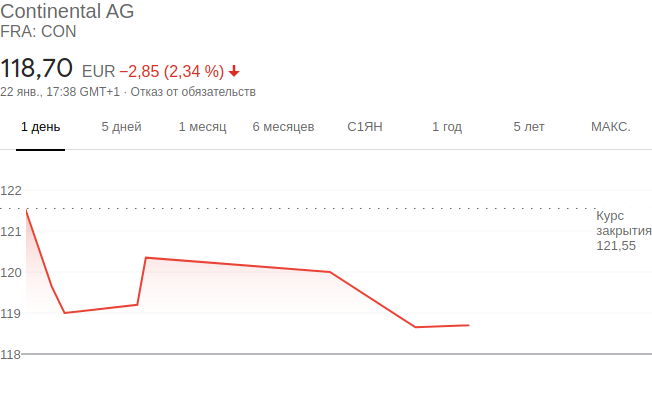 Continental AG
FRA: CON
118,70 EUR −2,85 (2,34 %)
22 янв., 17:38 GMT+1 · Отказ от обязательств
1 день 5 дней 1 месяц 6 месяцев С1ЯН 1 год 5 лет МАКС.
122
Курс
закрытия
121,55
121
120
119
118